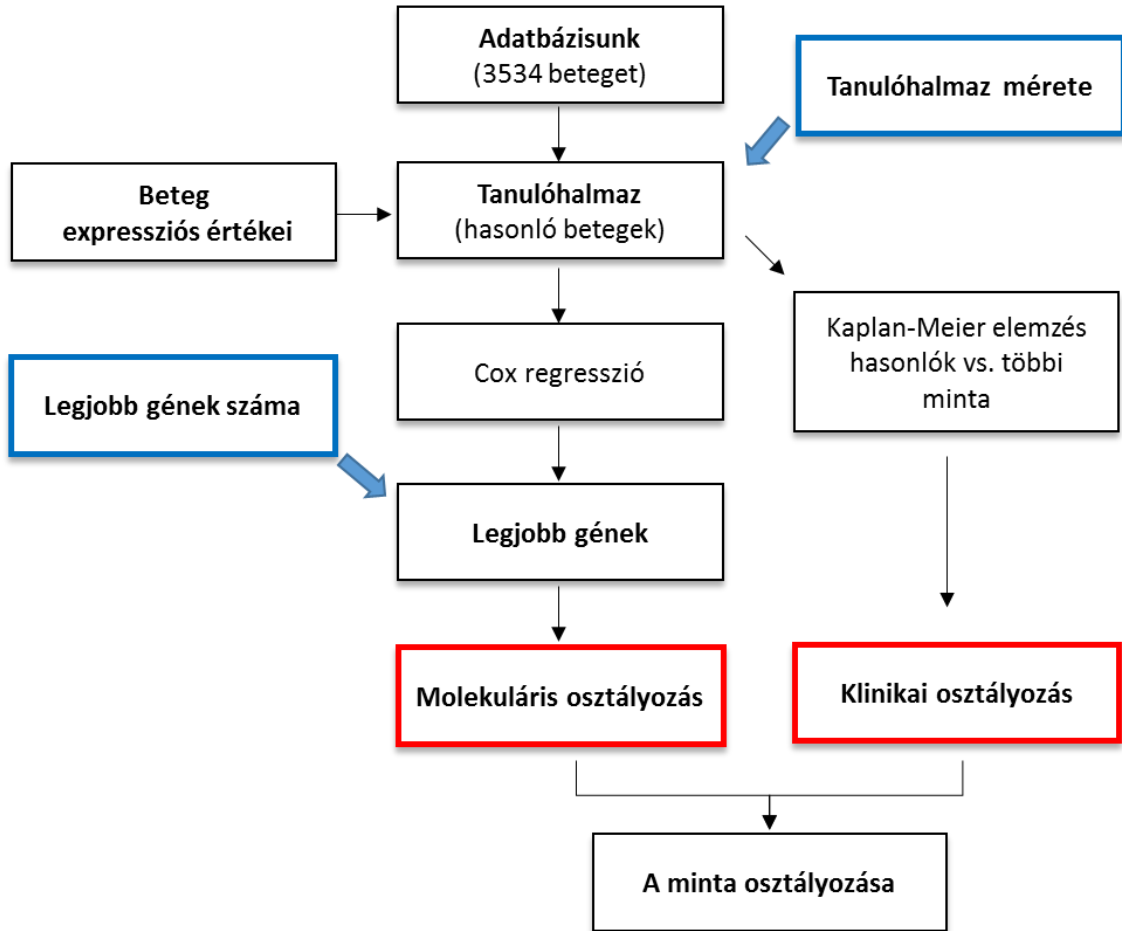 Adatbázisunk
(3534 beteget)
Tanulóhalmaz mérete
Beteg
expressziós értékei
Tanulóhalmaz
(hasonló betegek)
Kaplan-Meier elemzés
hasonlók vs. többi
minta
Cox regresszió
Legjobb gének száma
Legjobb gének
Molekuláris osztályozás
Klinikai osztályozás
A minta osztályozása